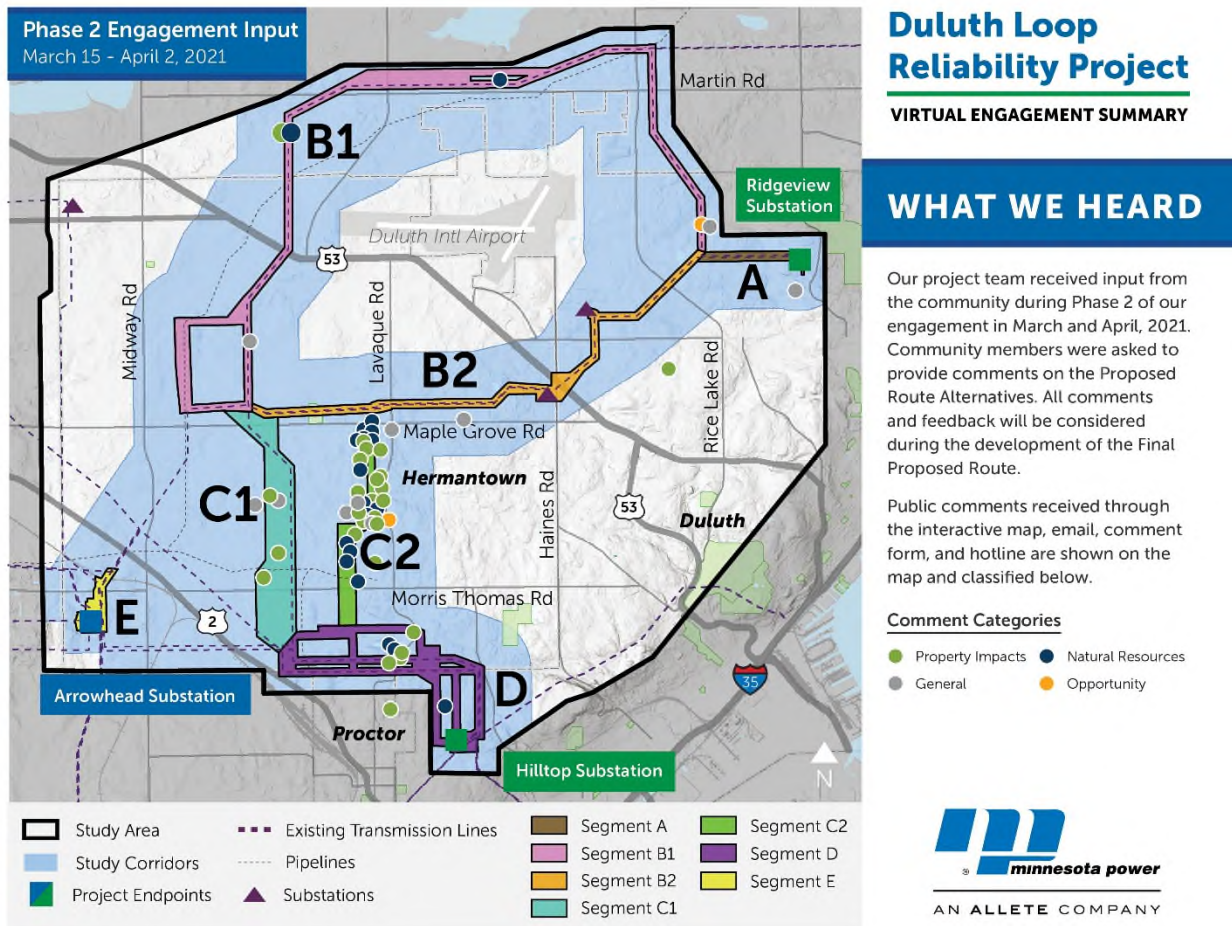 Phase 2 Engagement Input
March 15 - April 2, 2021
Martin Rd
B1
Ridgeview
Substation
Duluth Intl Airport
53
A
Midway Rd
Lavaque Rd
B2
Rice Lake Rd
Maple Grove Rd
Hermantown
Haines Rd
C1
53
Duluth
C2
Morris Thomas Rd
E
2
35
Arrowhead Substation
D
Proctor
Hilltop Substation
N
Study Area
Study Corridors
Project Endpoints
Existing Transmission Lines
Pipelines
Substations
Segment A
Segment B1
Segment B2
Segment C1
Segment C2
Segment D
Segment E
Duluth Loop
Reliability Project
VIRTUAL ENGAGEMENT SUMMARY
WHAT WE HEARD
Our project team received input from
the community during Phase 2 of our
engagement in March and April, 2021.
Community members were asked to
provide comments on the Proposed
Route Alternatives. All comments
and feedback will be considered
during the development of the Final
Proposed Route.
Public comments received through
the interactive map, email, comment
form, and hotline are shown on the
map and classified below.
Comment Categories
Property Impacts
Natural Resources
General
Opportunity
mp
® minnesota power
AN ALLETE COMPANY